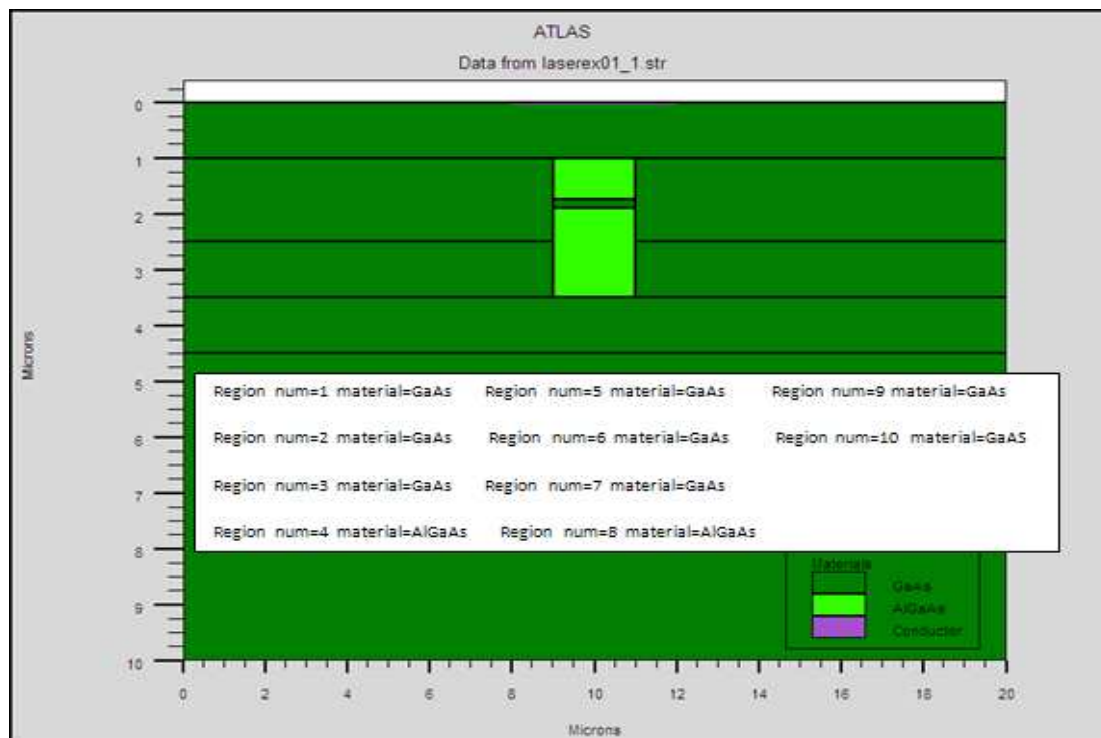 ATLAS
Data from laserex01_1.str
0
1
2
3
4
5
6
7
8
9
10
Microns
Region num=1 material=GaAs Region num=5 material=GaAs Region num=9 material=GaAs
Region num=2 material=GaAs Region num=6 material=GaAs Region num=10 material=GaAS
Region num=3 material=GaAs Region num=7 material=GaAs
Region num=4 material=AlGaAs Region num=8 material=AlGaAs
Materials
GaAs
AlGaAs
Conductor
0 2 4 6 8 10 12 14 16 18 20
Microns